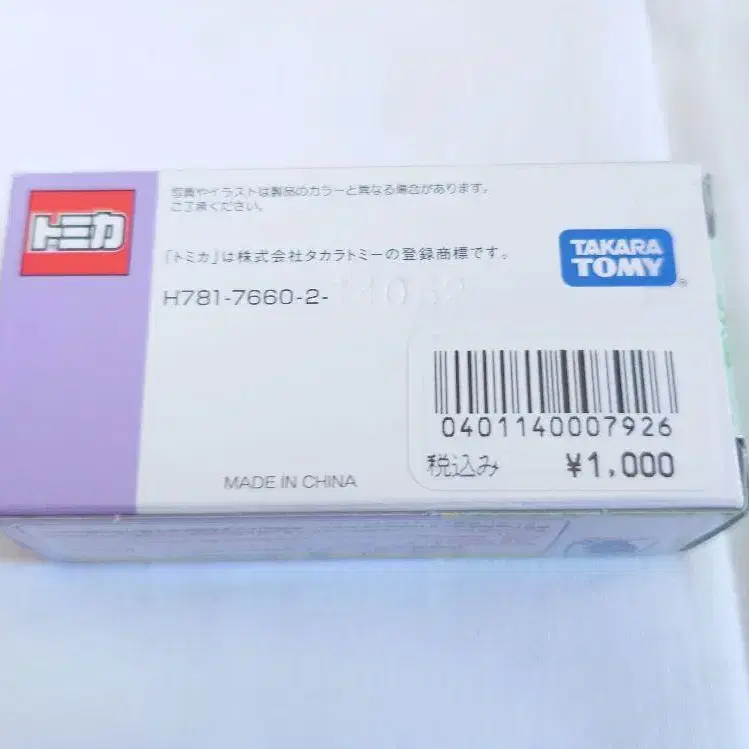 トミカ
写真やイラストは製品のカラーと異なる場合があります。
ご了承ください。
「トミカ」は株式会社タカラトミーの登録商標です。
TAKARA
TOMY
®
H781-7660-2-
0401140007926
税込み ¥1,000
MADE IN CHINA